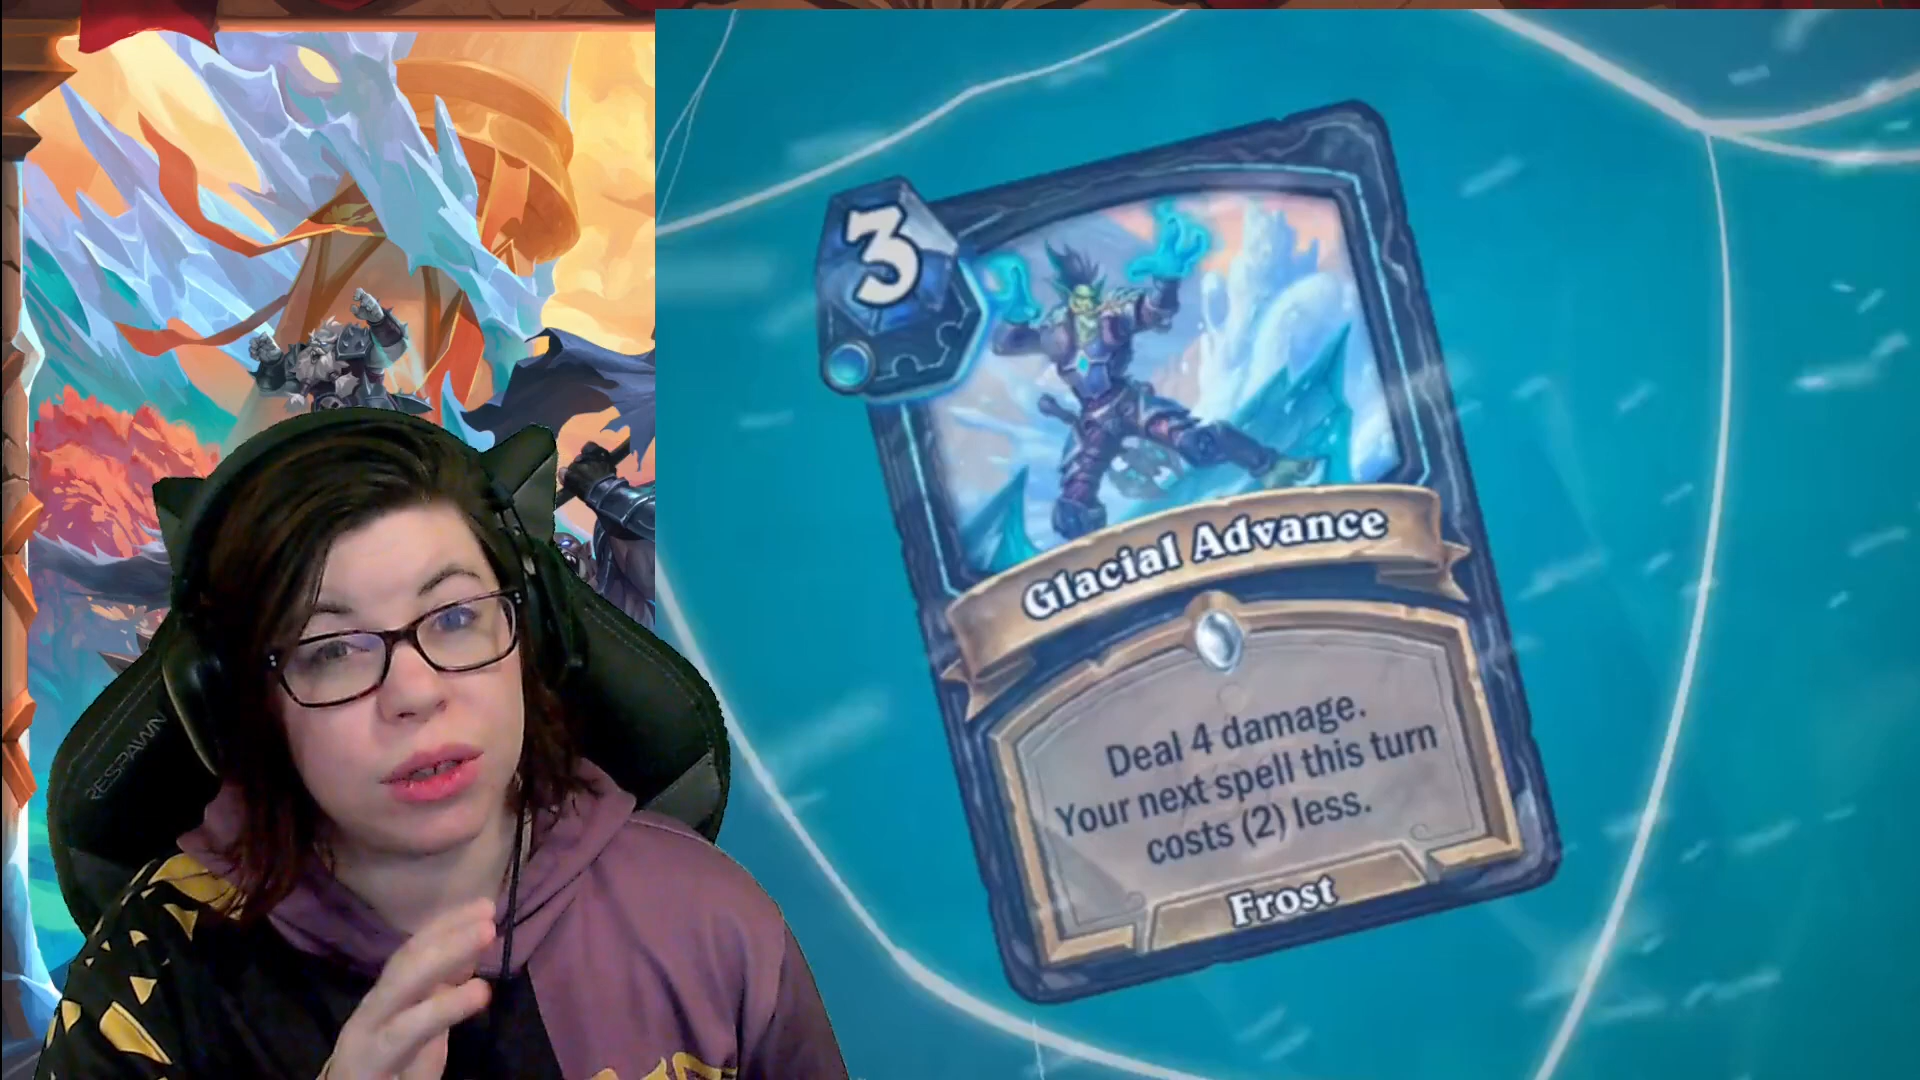 3
Glacial Advance
Deal 4 damage.
Your next spell this turn
costs (2) less.
Frost
RESPAWN